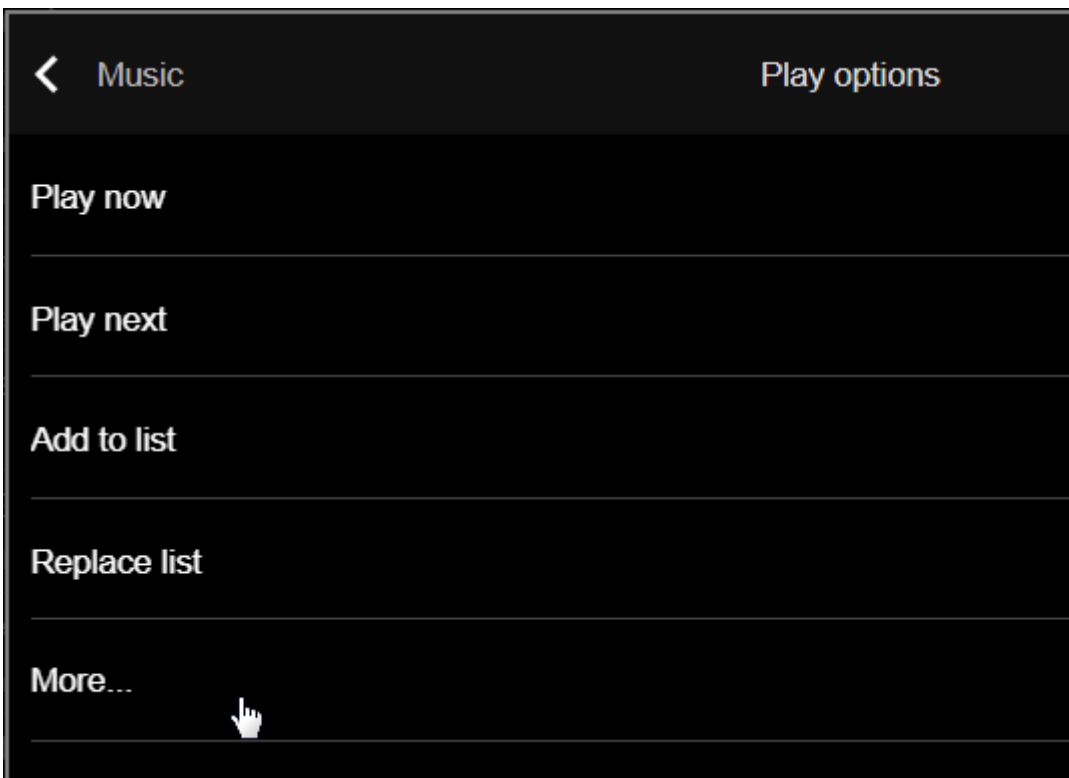 Music
Play options
Play now
Play next
Add to list
Replace list
More...